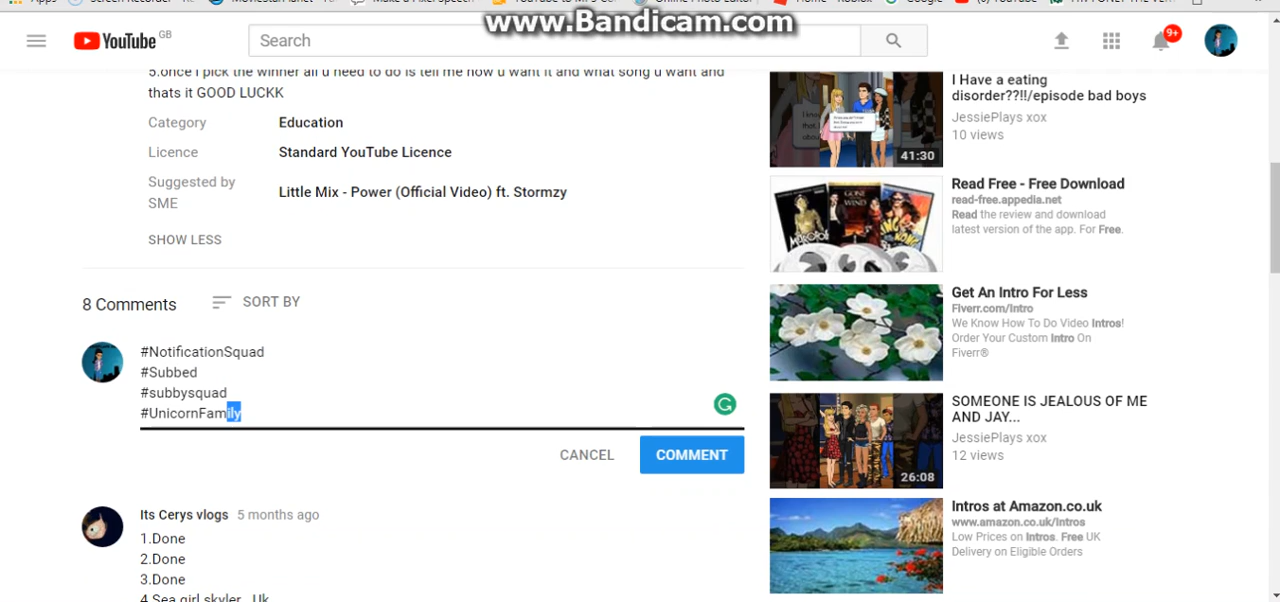 www.Bandicam.com
YouTube GB
Search
9+
5.once i pick the winner all u need to do is tell me how u want it and what song u want and
thats it GOOD LUCKK
Category Education
Licence Standard YouTube Licence
Suggested by
SME
Little Mix - Power (Official Video) ft. Stormzy
SHOW LESS
8 Comments SORT BY
#NotificationSquad
#Subbed
#subbysquad
#UnicornFamily
CANCEL COMMENT
Its Cerys vlogs 5 months ago
1.Done
2.Done
3.Done
4.Sea girl skyler
I Have a eating
disorder??!!/episode bad boys
JessiePlays xox
10 views
41:30
Read Free - Free Download
read-free.appedia.net
Read the review and download
latest version of the app. For Free.
Get An Intro For Less
Fiverr.com/Intro
We Know How To Do Video Intros!
Order Your Custom Intro On
Fiverr®
SOMEONE IS JEALOUS OF ME
AND JAY...
JessiePlays xox
12 views
26:08
Intros at Amazon.co.uk
www.amazon.co.uk/Intros
Low Prices on Intros. Free UK
Delivery on Eligible Orders